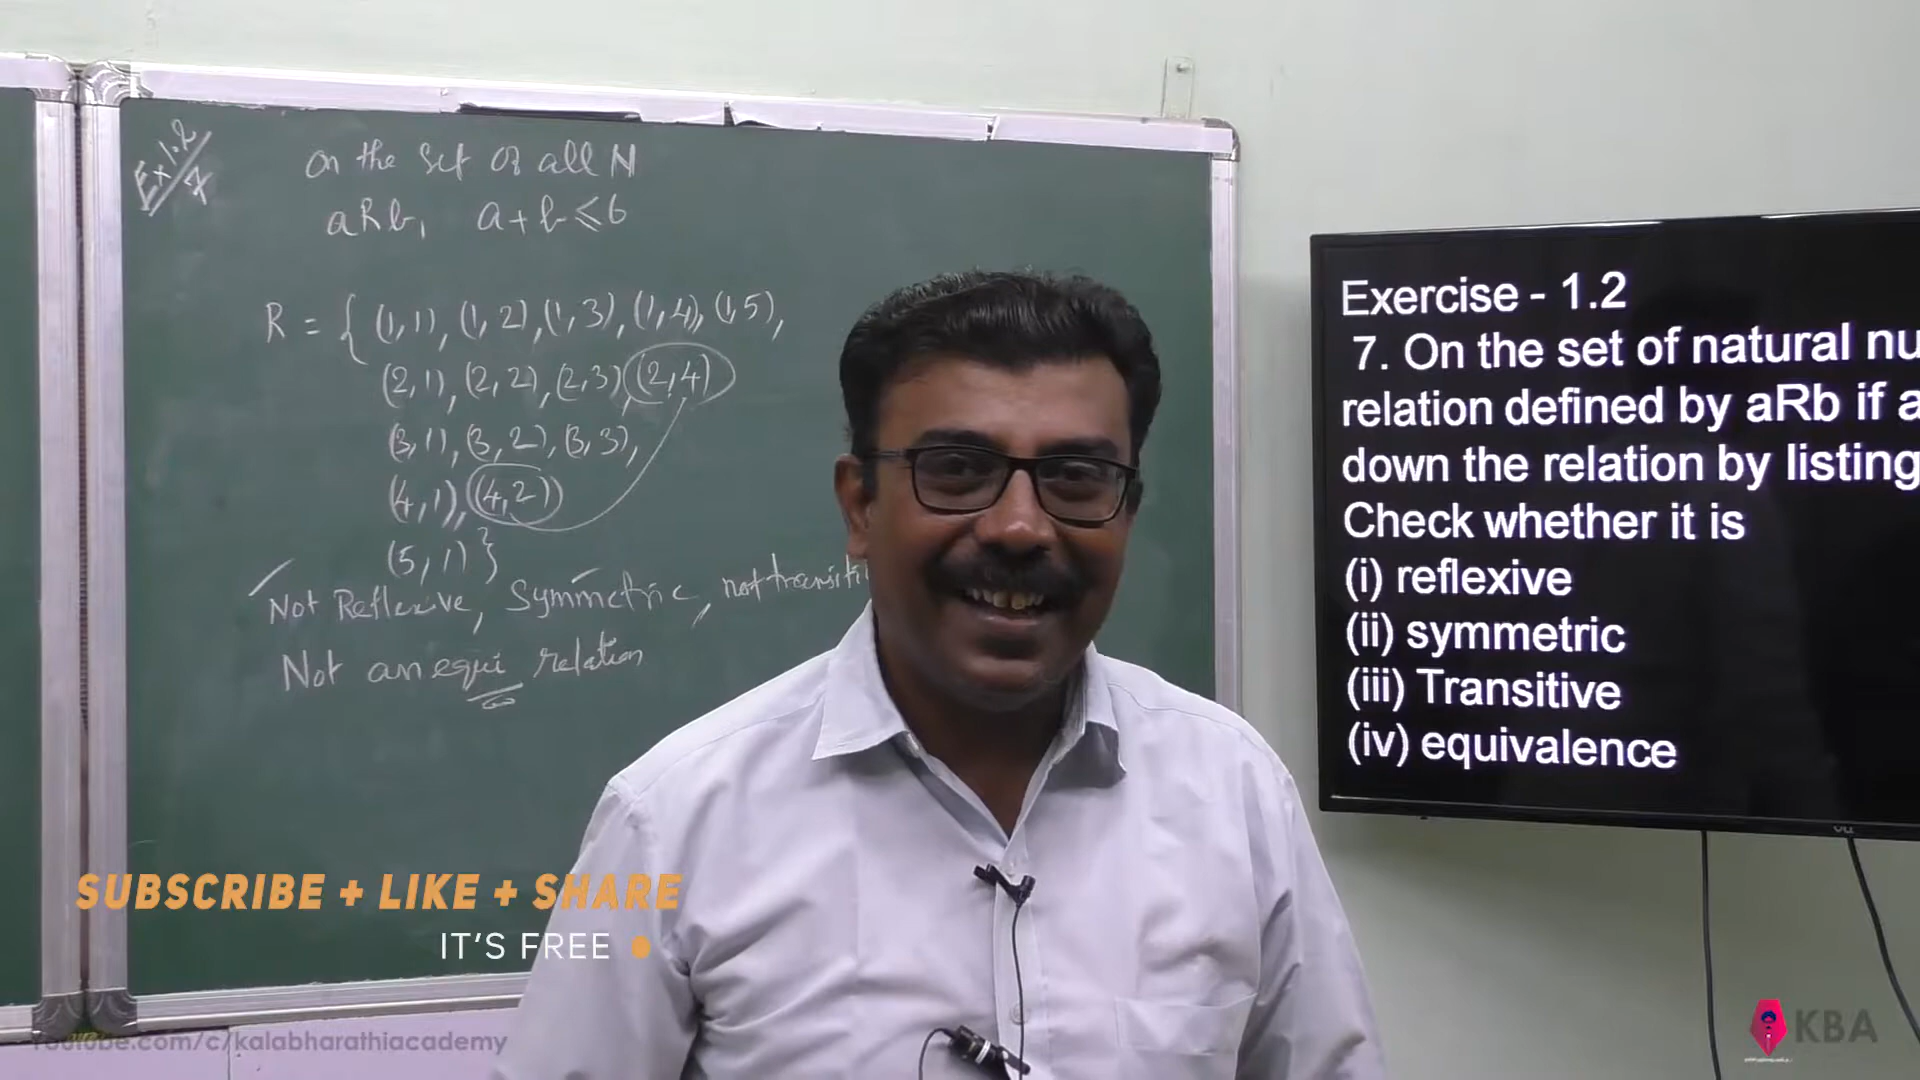 Ex 1.2
7
on the set of all N
aRb, a+b≤6
R = { (1,1), (1,2), (1,3), (1,4), (1,5),
(2,1), (2,2), (2,3), (2,4)
(3,1), (3,2), (3,3),
(4,1), (4,2)
(5,1) }
Not Reflexive, Symmetric, not transiti
Not an equi relation
Exercise - 1.2
7. On the set of natural nu
relation defined by aRb if a
down the relation by listing
Check whether it is
(i) reflexive
(ii) symmetric
(iii) Transitive
(iv) equivalence
SUBSCRIBE + LIKE + SHARE
IT'S FREE
YouTube.com/c/kalabharathiacademy
KBA